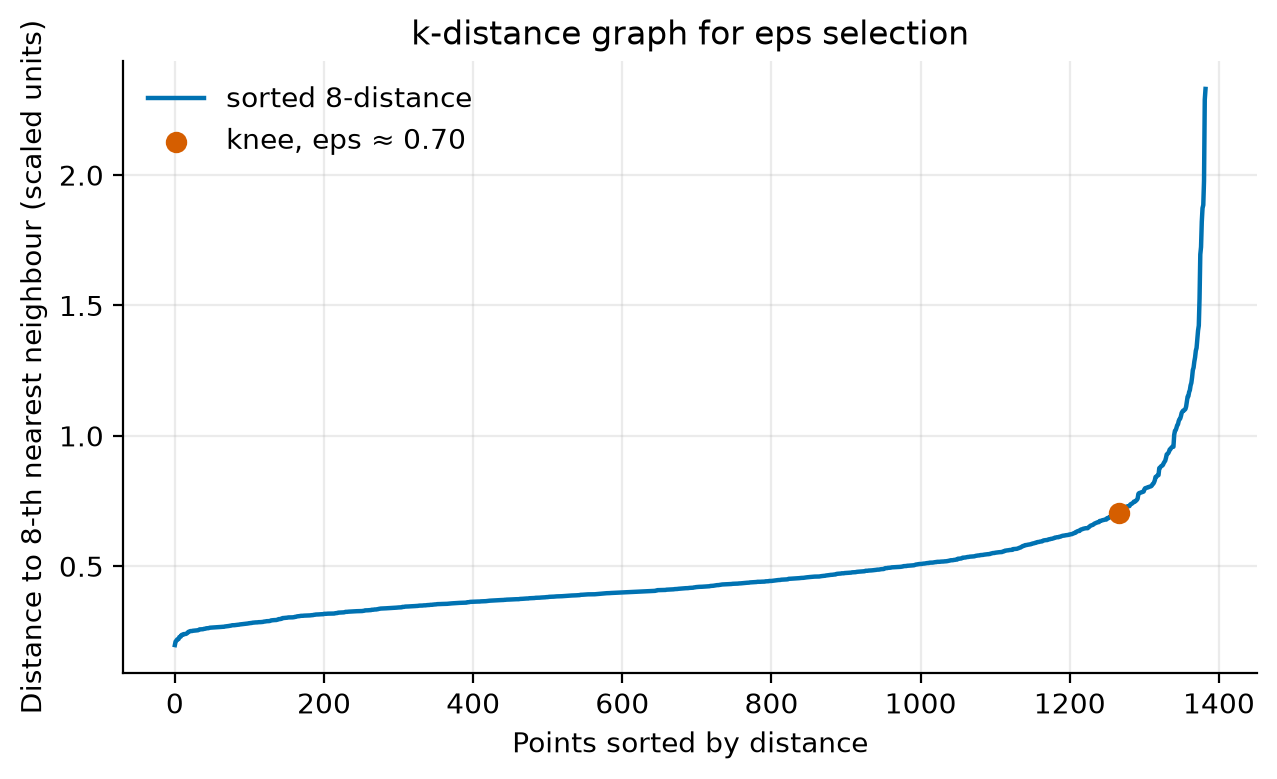 k-distance graph for eps selection
sorted 8-distance
knee, eps ≈ 0.70
Distance to 8-th nearest neighbour (scaled units)
2.0
1.5
1.0
0.5
0 200 400 600 800 1000 1200 1400
Points sorted by distance